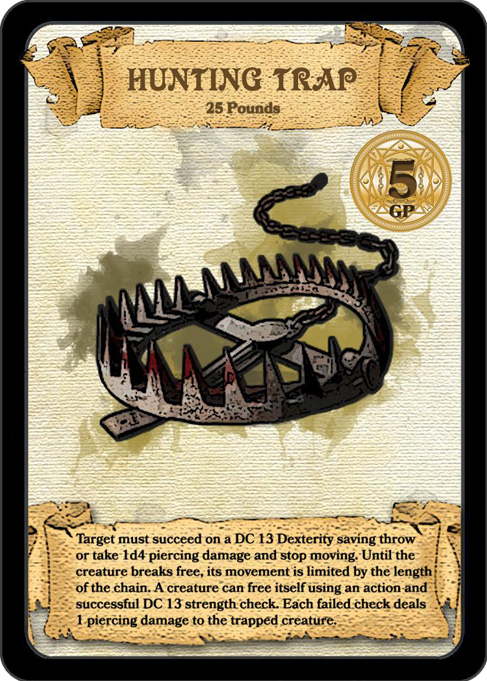 HUNTING TRAP
25 Pounds
5
GP
Target must succeed on a DC 13 Dexterity saving throw
or take 1d4 piercing damage and stop moving. Until the
creature breaks free, its movement is limited by the length
of the chain. A creature can free itself using an action and
successful DC 13 strength check. Each failed check deals
1 piercing damage to the trapped creature.